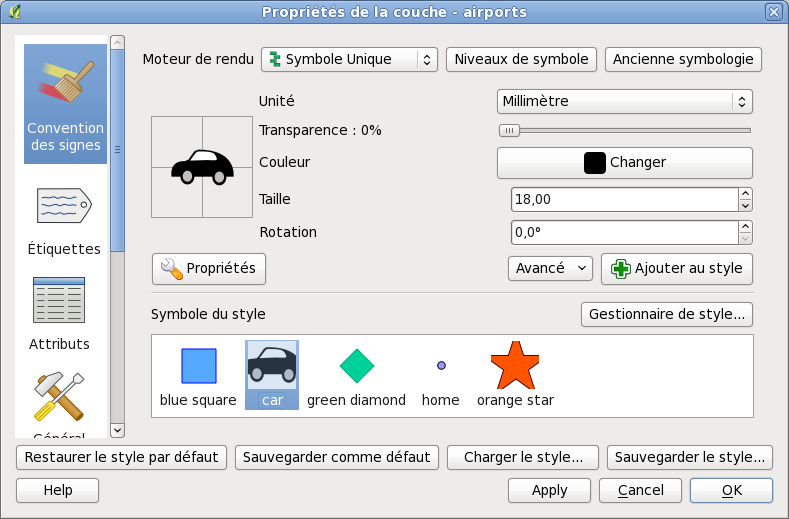 Propriétés de la couche - airports
Convention
des signes
Étiquettes
Attributs
Général
Moteur de rendu
Symbole Unique
Niveaux de symbole
Ancienne symbologie
Unité
Millimètre
Transparence : 0%
Couleur
Changer
Taille
18,00
Rotation
0,0°
Propriétés
Avancé
Ajouter au style
Symbole du style
Gestionnaire de style...
blue square
car
green diamond
home
orange star
Restaurer le style par défaut
Sauvegarder comme défaut
Charger le style...
Sauvegarder le style...
Help
Apply
Cancel
OK